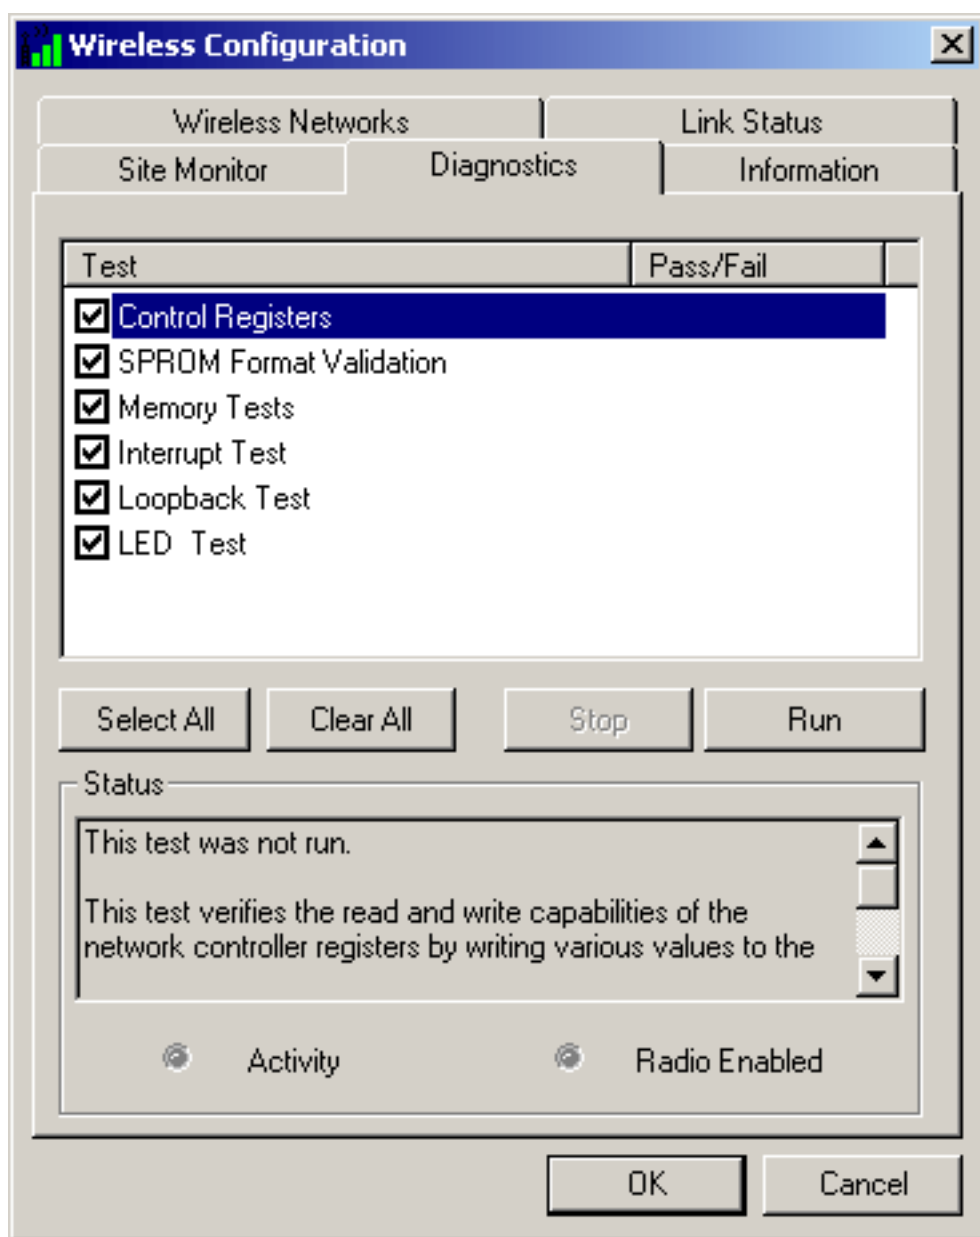 Wireless Configuration
Wireless Networks Link Status
Site Monitor Diagnostics Information
Test Pass/Fail
Control Registers
SPROM Format Validation
Memory Tests
Interrupt Test
Loopback Test
LED  Test
Select All Clear All Stop Run
Status
This test was not run.
This test verifies the read and write capabilities of the
network controller registers by writing various values to the
Activity Radio Enabled
OK Cancel